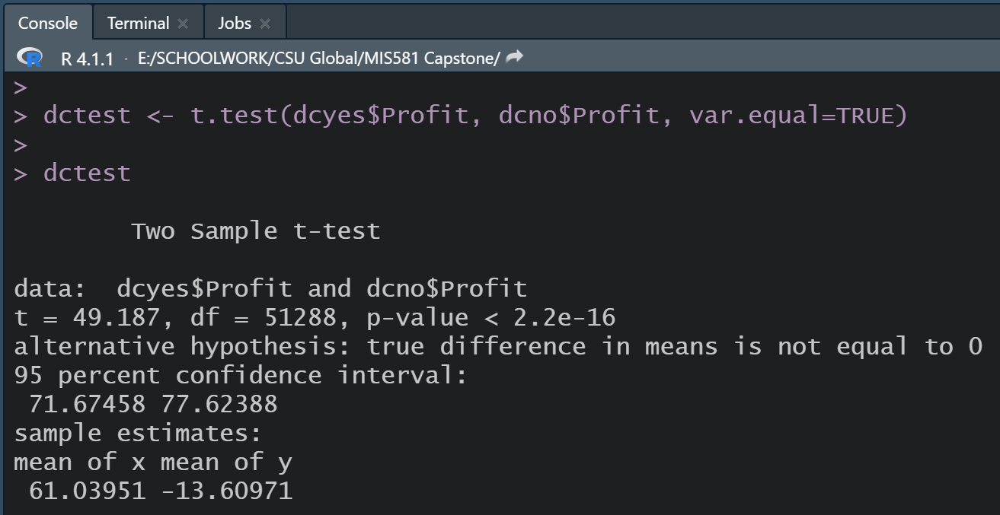 Console Terminal × Jobs ×
R R 4.1.1 · E:/SCHOOLWORK/CSU Global/MIS581 Capstone/
>
> dctest <- t.test(dcyes$Profit, dcno$Profit, var.equal=TRUE)
>
> dctest
Two Sample t-test
data:  dcyes$Profit and dcno$Profit
t = 49.187, df = 51288, p-value < 2.2e-16
alternative hypothesis: true difference in means is not equal to 0
95 percent confidence interval:
71.67458 77.62388
sample estimates:
mean of x mean of y
61.03951 -13.60971